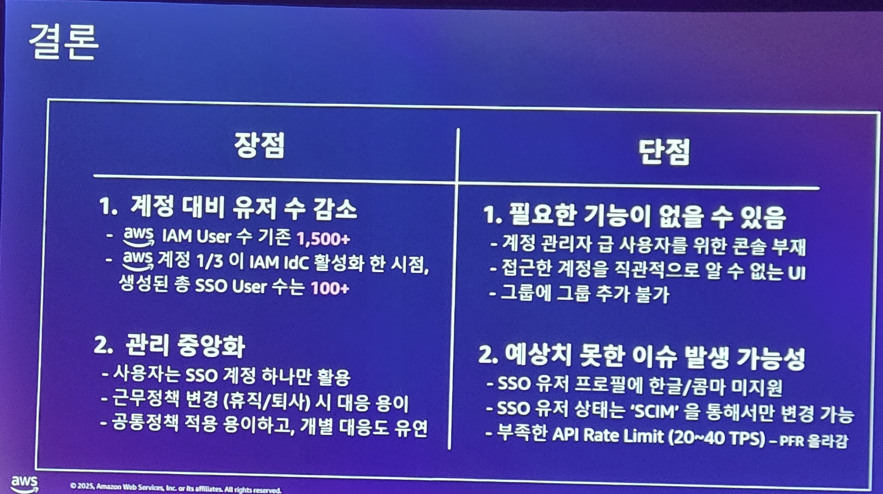 결론
장점
1. 계정 대비 유저 수 감소
- aws IAM User 수 기존 1,500+
- aws 계정 1/3 이 IAM IdC 활성화 한 시점,
생성된 총 SSO User 수는 100+
2. 관리 중앙화
- 사용자는 SSO 계정 하나만 활용
- 근무정책 변경 (휴직/퇴사) 시 대응 용이
- 공통정책 적용 용이하고, 개별 대응도 유연
단점
1. 필요한 기능이 없을 수 있음
- 계정 관리자 급 사용자를 위한 콘솔 부재
- 접근한 계정을 직관적으로 알 수 없는 UI
- 그룹에 그룹 추가 불가
2. 예상치 못한 이슈 발생 가능성
- SSO 유저 프로필에 한글/콤마 미지원
- SSO 유저 상태는 ‘SCIM’ 을 통해서만 변경 가능
- 부족한 API Rate Limit (20~40 TPS) – PFR 올라감
aws
© 2025, Amazon Web Services, Inc. or its affiliates. All rights reserved.